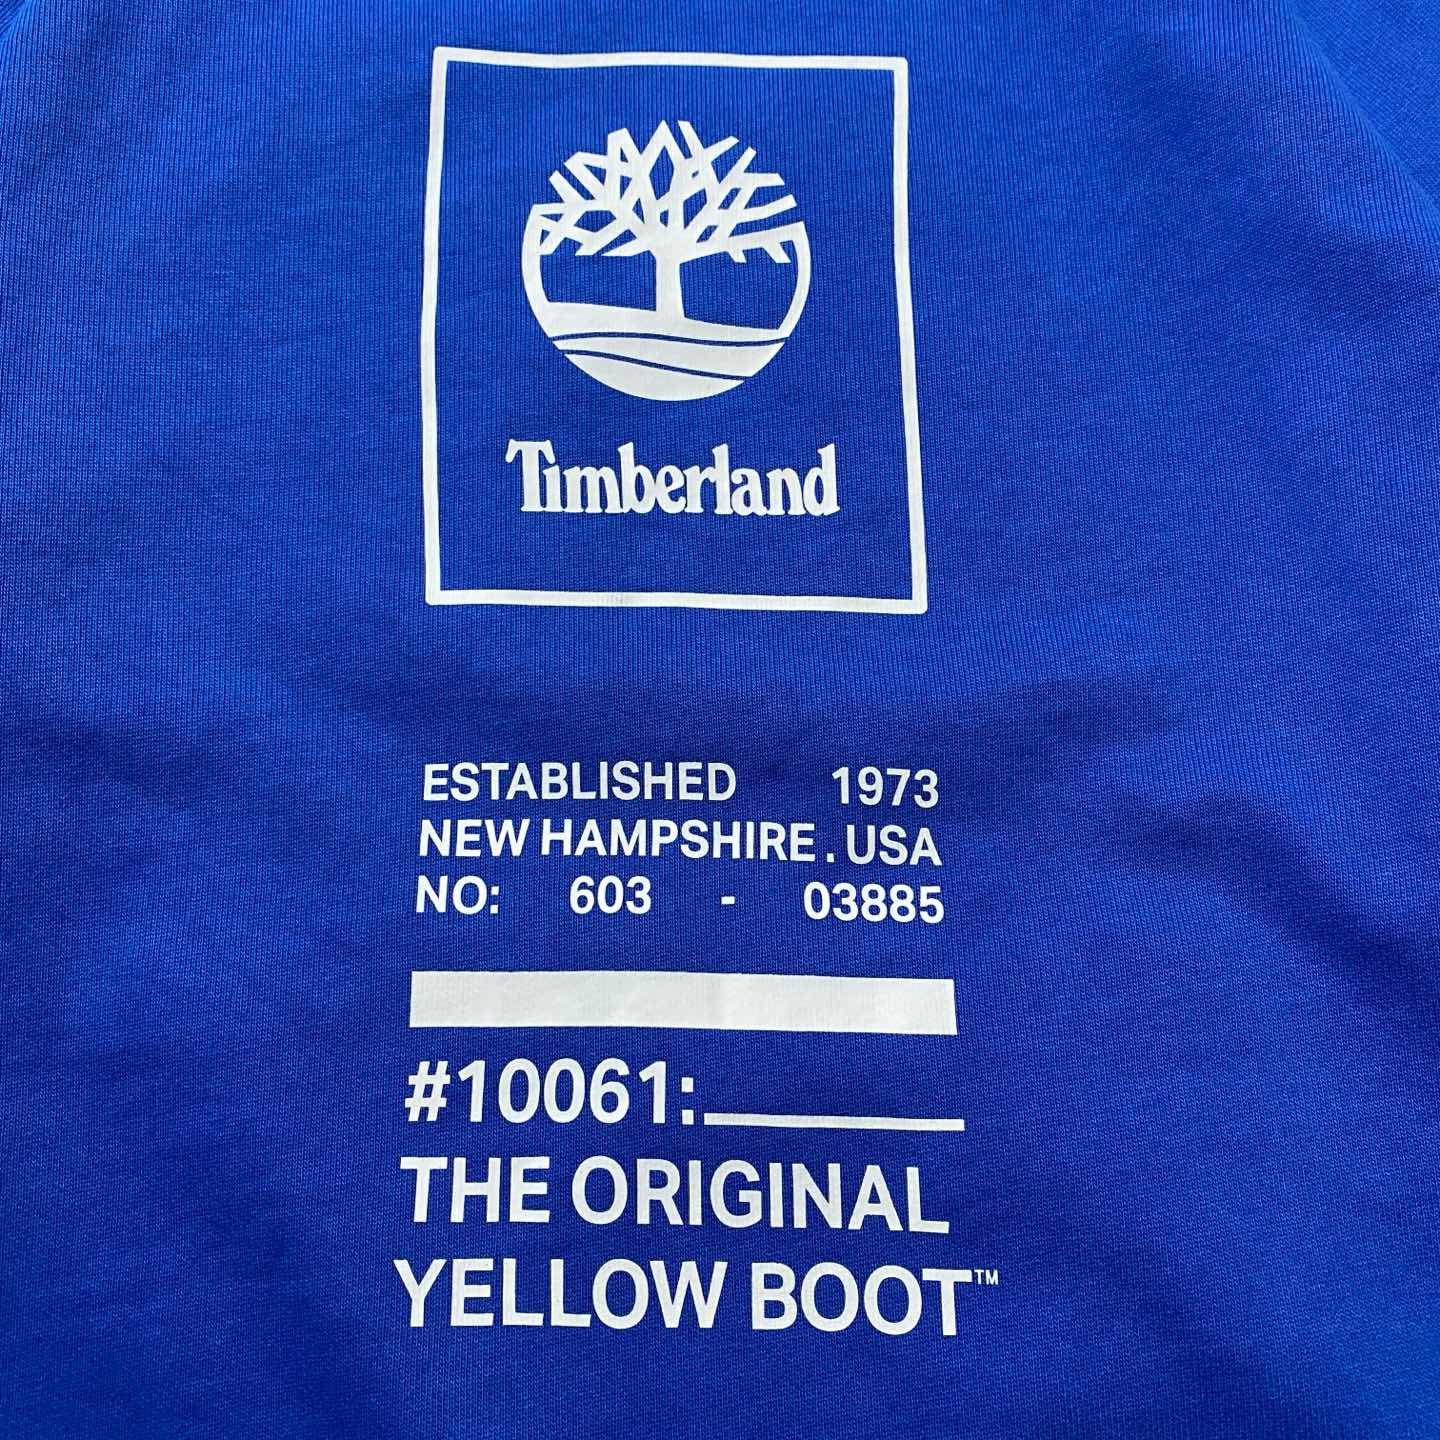 Timberland
ESTABLISHED 1973
NEW HAMPSHIRE . USA
NO: 603 - 03885
#10061:
THE ORIGINAL
YELLOW BOOT™